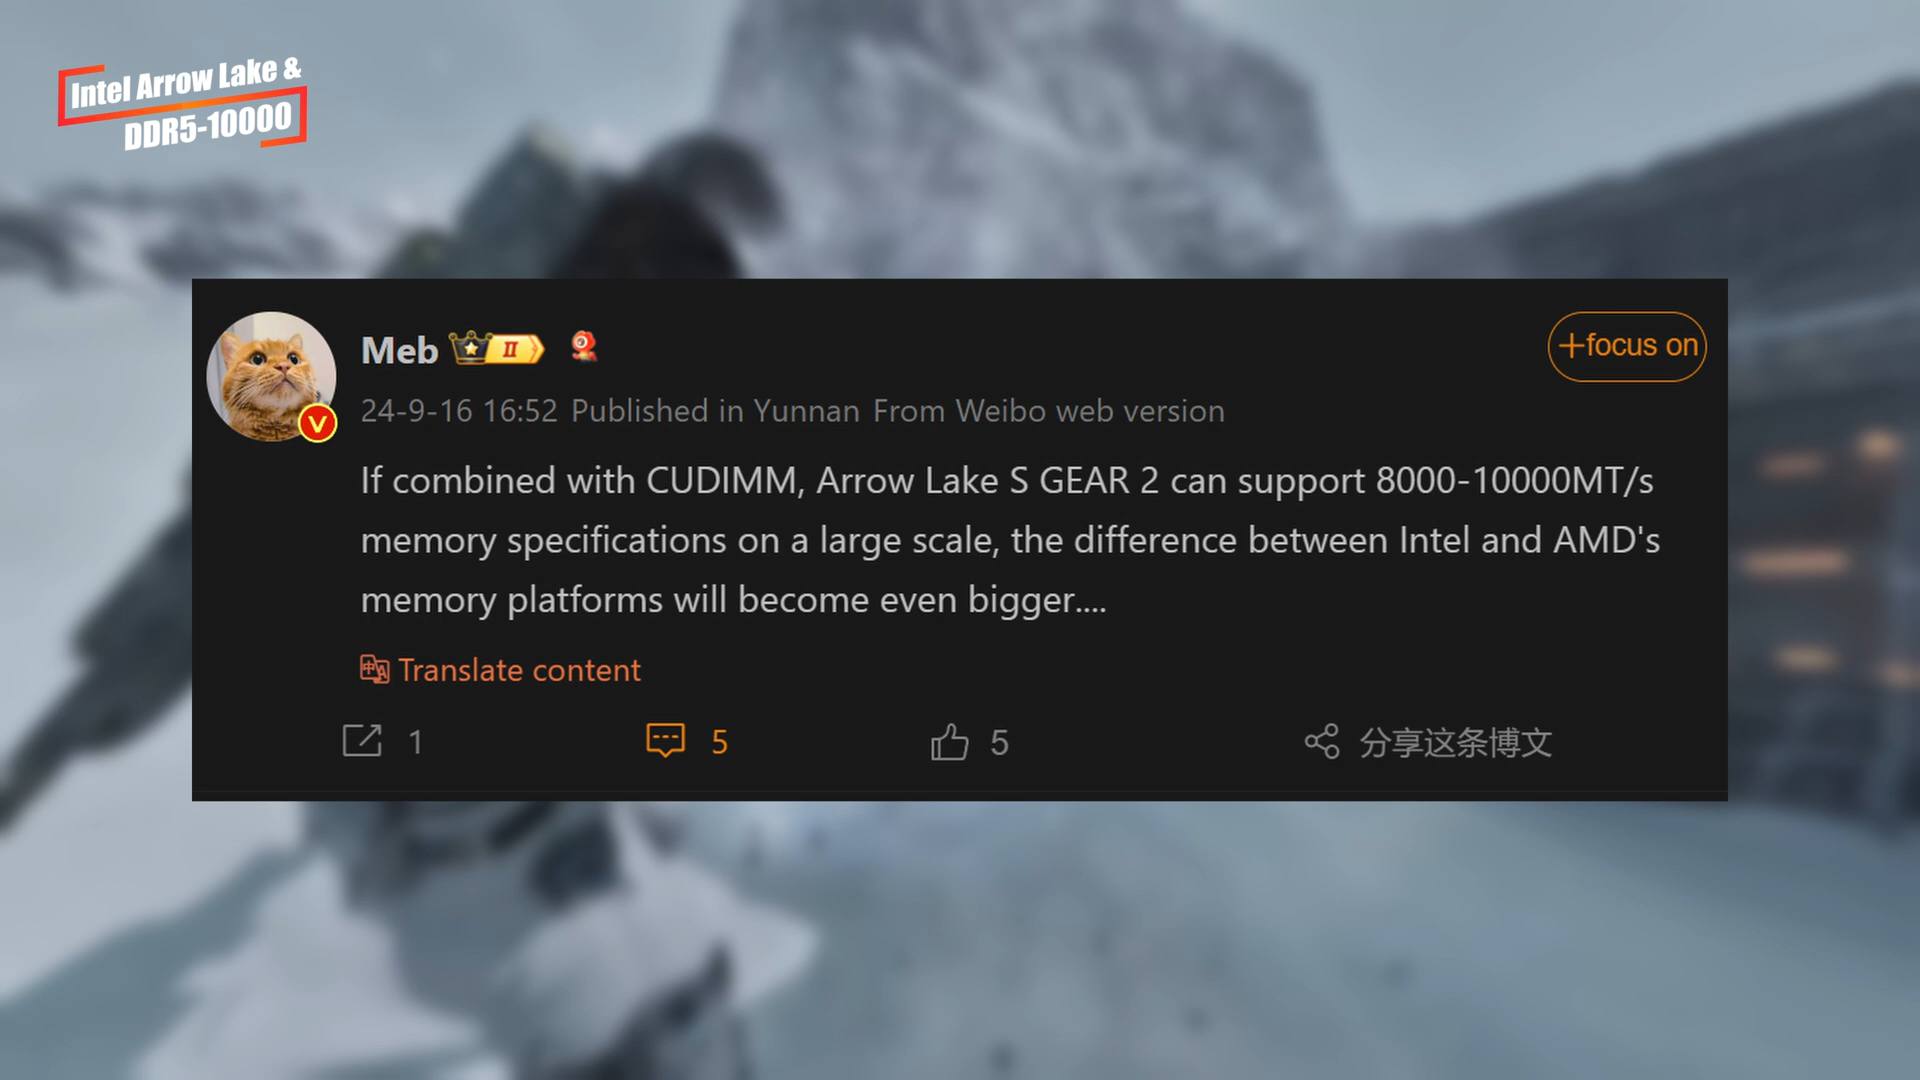 Intel Arrow Lake &
DDR5-10000
Meb II
+focus on
24-9-16 16:52 Published in Yunnan From Weibo web version
If combined with CUDIMM, Arrow Lake S GEAR 2 can support 8000-10000MT/s
memory specifications on a large scale, the difference between Intel and AMD's
memory platforms will become even bigger....
Translate content
1 5 5 分享这条博文